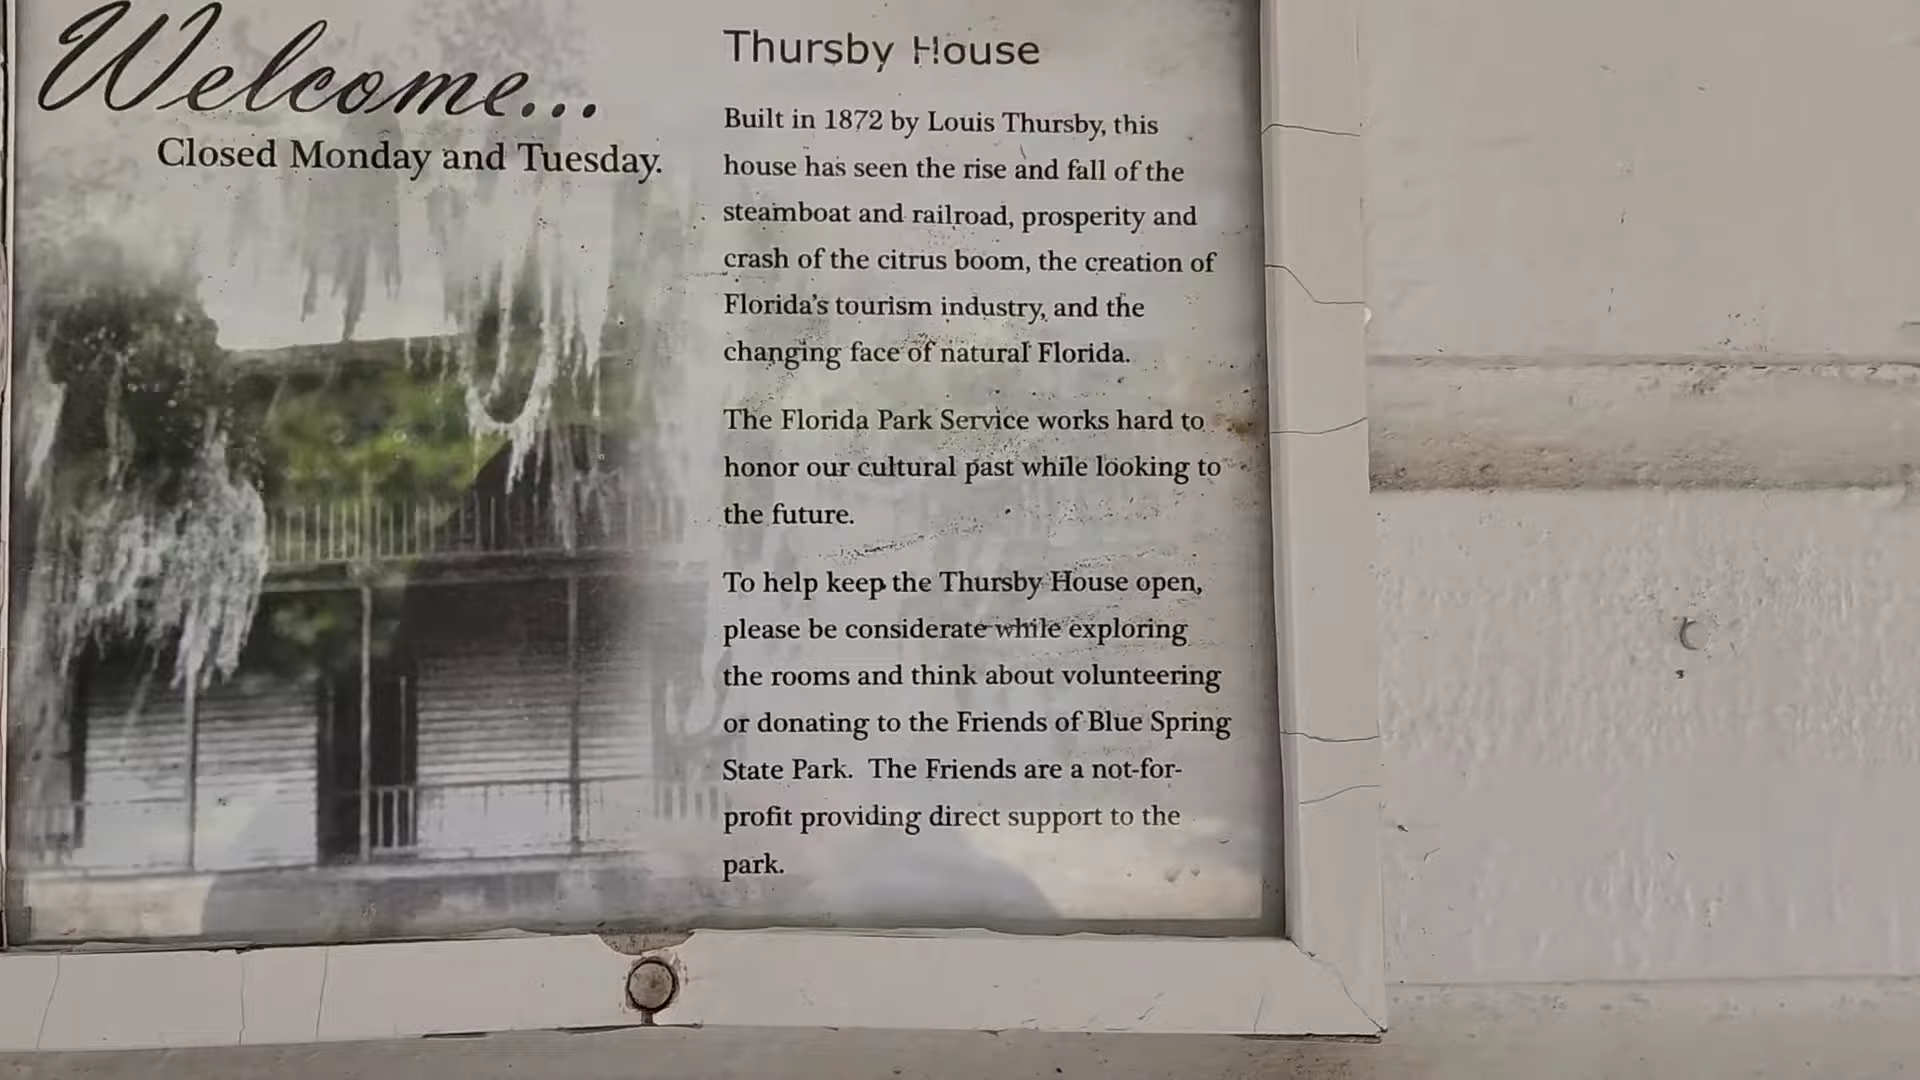 Welcome...
Closed Monday and Tuesday.
Thursby House
Built in 1872 by Louis Thursby, this
house has seen the rise and fall of the
steamboat and railroad, prosperity and
crash of the citrus boom, the creation of
Florida's tourism industry, and the
changing face of natural Florida.
The Florida Park Service works hard to
honor our cultural past while looking to
the future.
To help keep the Thursby House open,
please be considerate while exploring
the rooms and think about volunteering
or donating to the Friends of Blue Spring
State Park. The Friends are a not-for-
profit providing direct support to the
park.